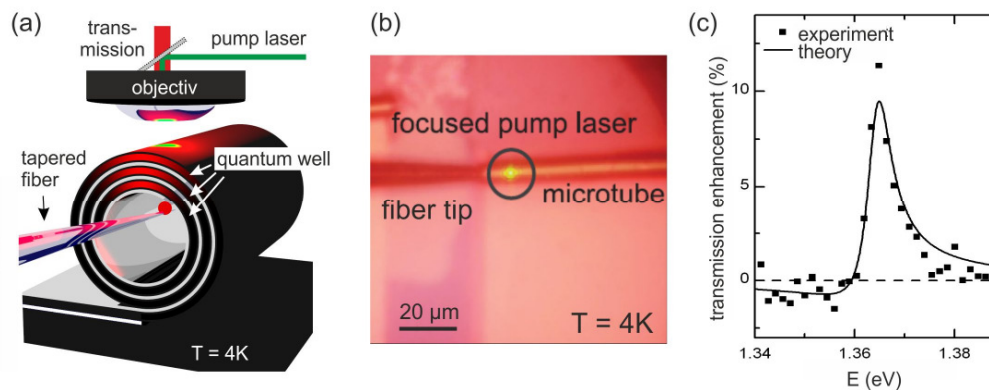 (a)
trans-
mission
pump laser
objectiv
tapered
fiber
quantum well
T = 4K
(b)
focused pump laser
fiber tip
microtube
20 µm
T = 4K
(c)
experiment
theory
transmission enhancement (%)
10
5
0
1.34
1.36
1.38
E (eV)